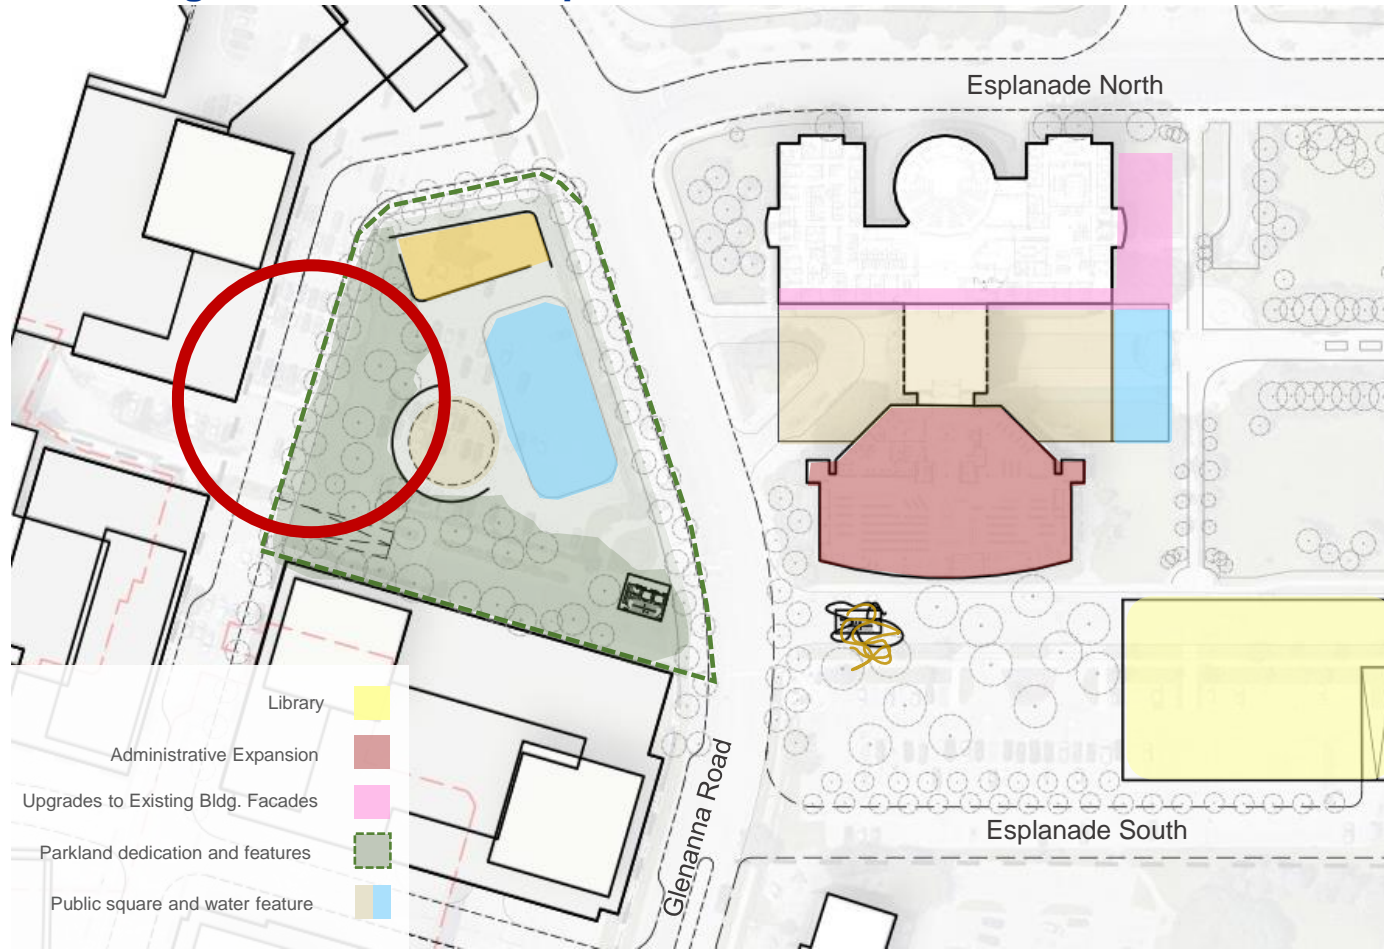 Esplanade North
Library
Administrative Expansion
Upgrades to Existing Bldg. Facades
Parkland dedication and features
Public square and water feature
Glenanna Road
Esplanade South